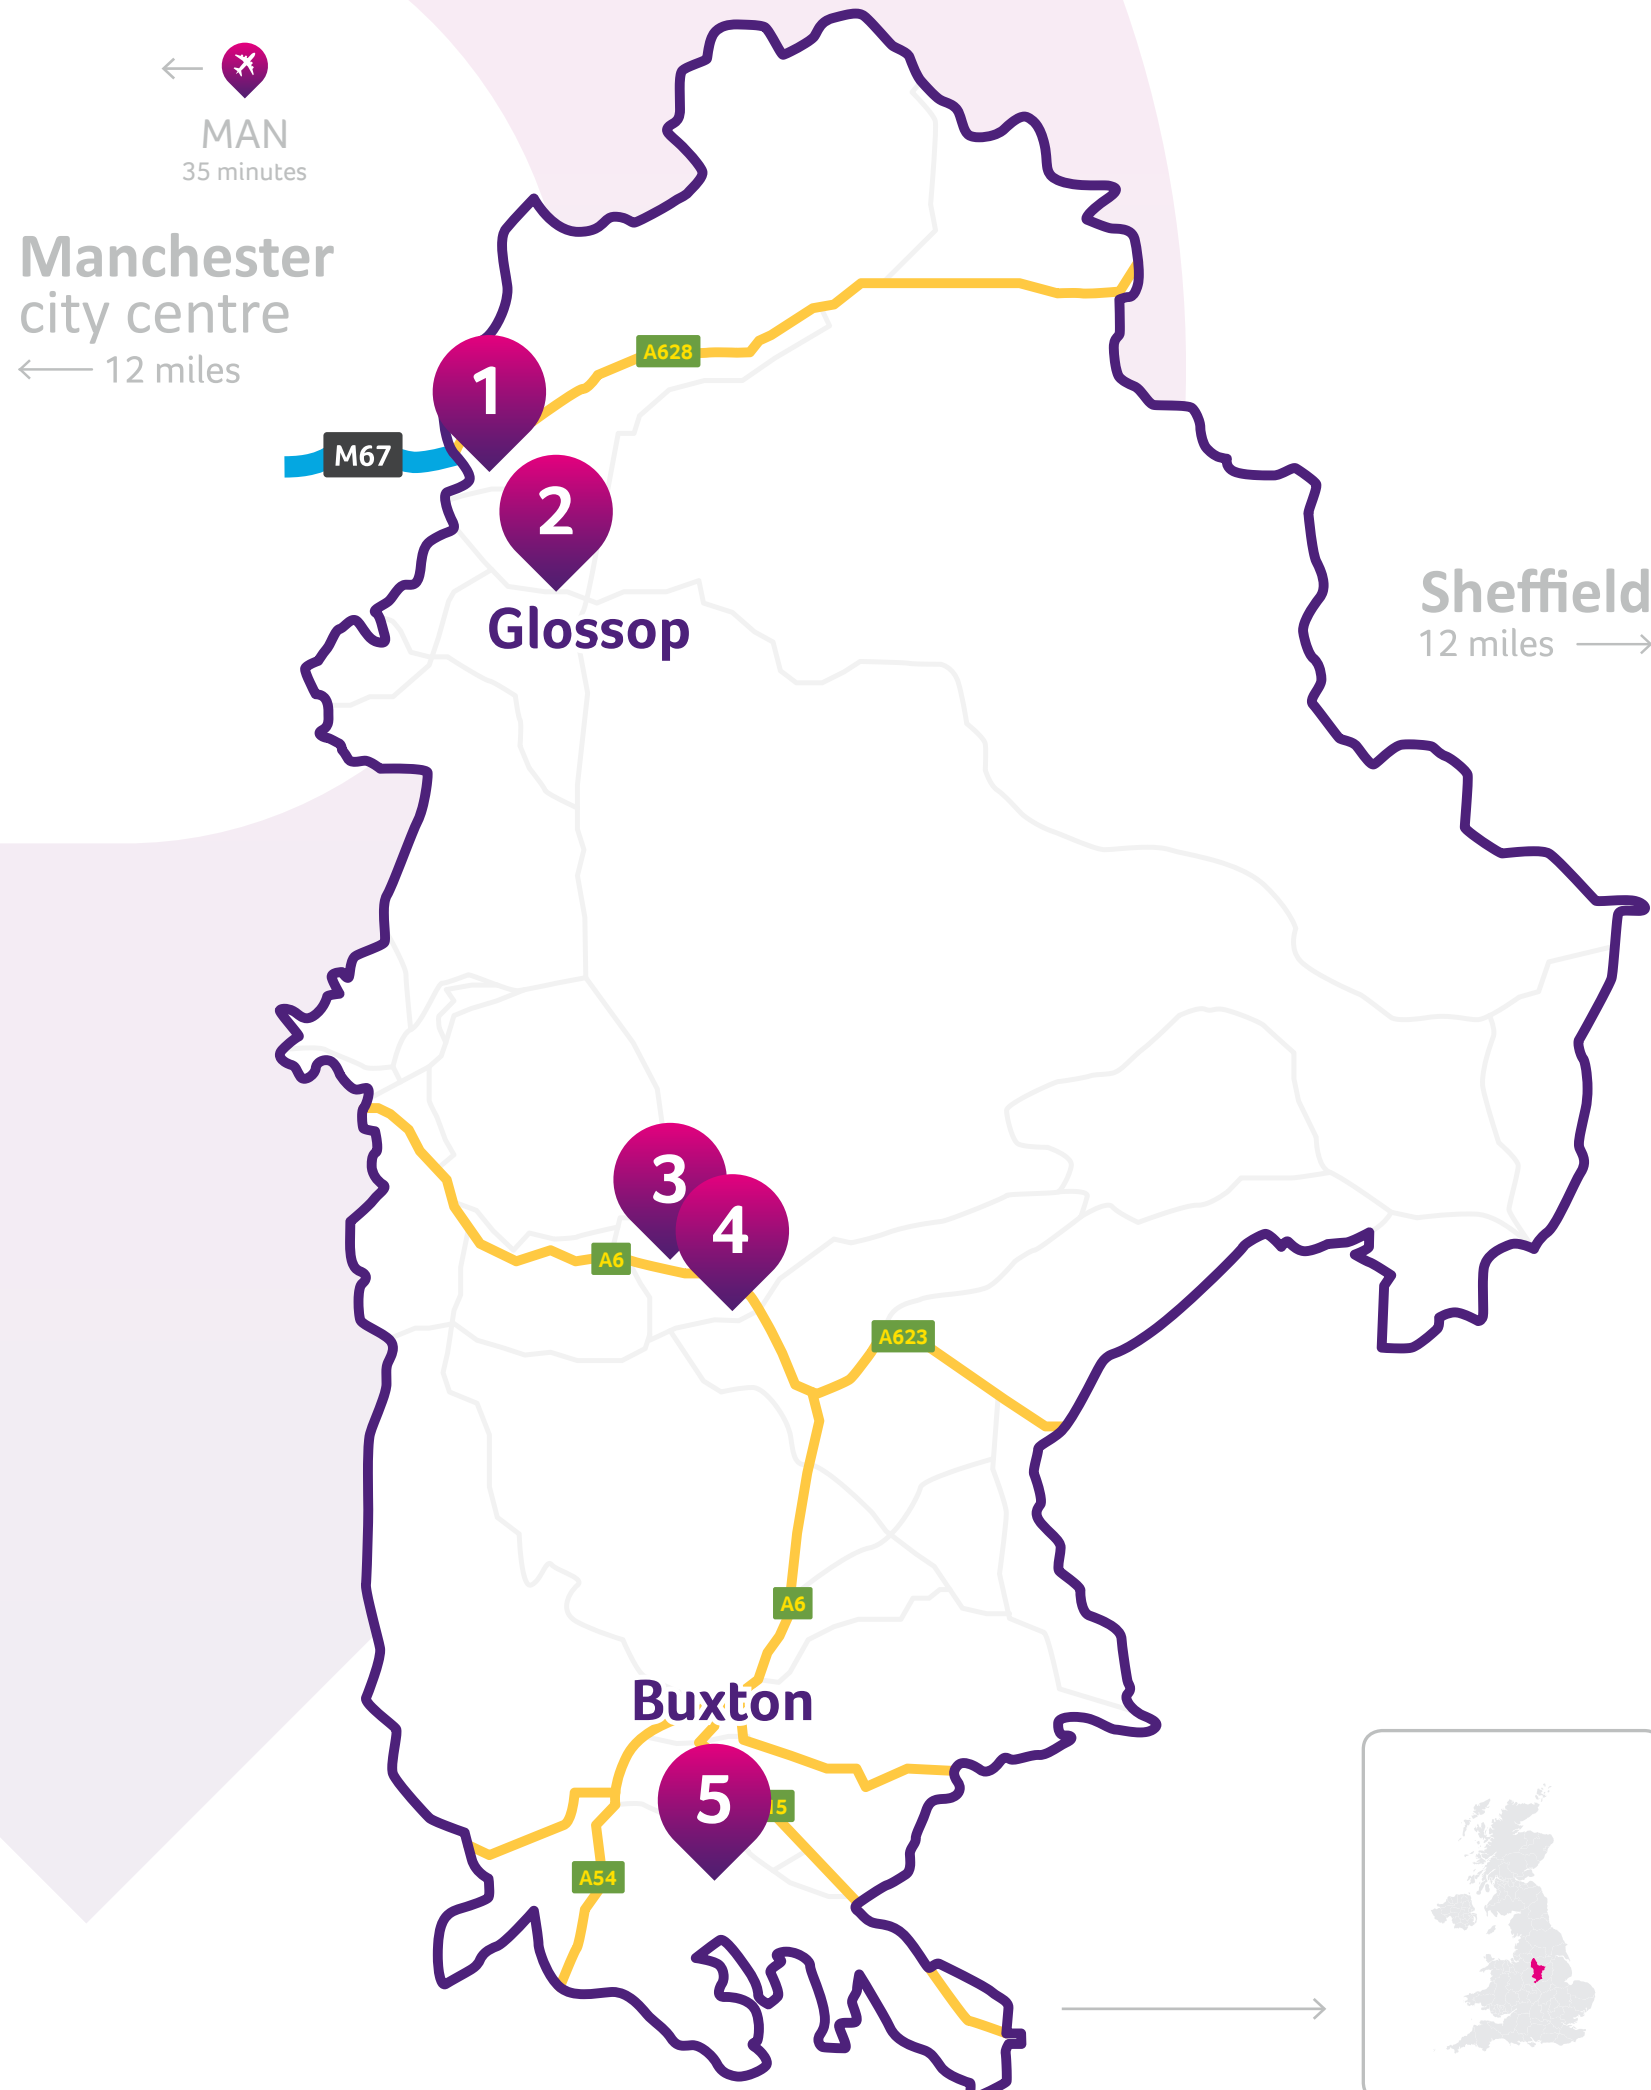 MAN
35 minutes
Manchester
city centre
12 miles
1
A628
M67
2
Glossop
Sheffield
12 miles
3
4
A6
A623
A6
Buxton
5
A54